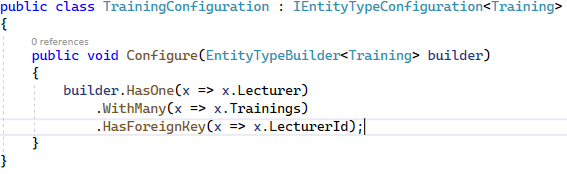 public class TrainingConfiguration : IEntityTypeConfiguration<Training>
{
0 references
public void Configure(EntityTypeBuilder<Training> builder)
{
builder.HasOne(x => x.Lecturer)
.WithMany(x => x.Trainings)
.HasForeignKey(x => x.LecturerId);
}
}